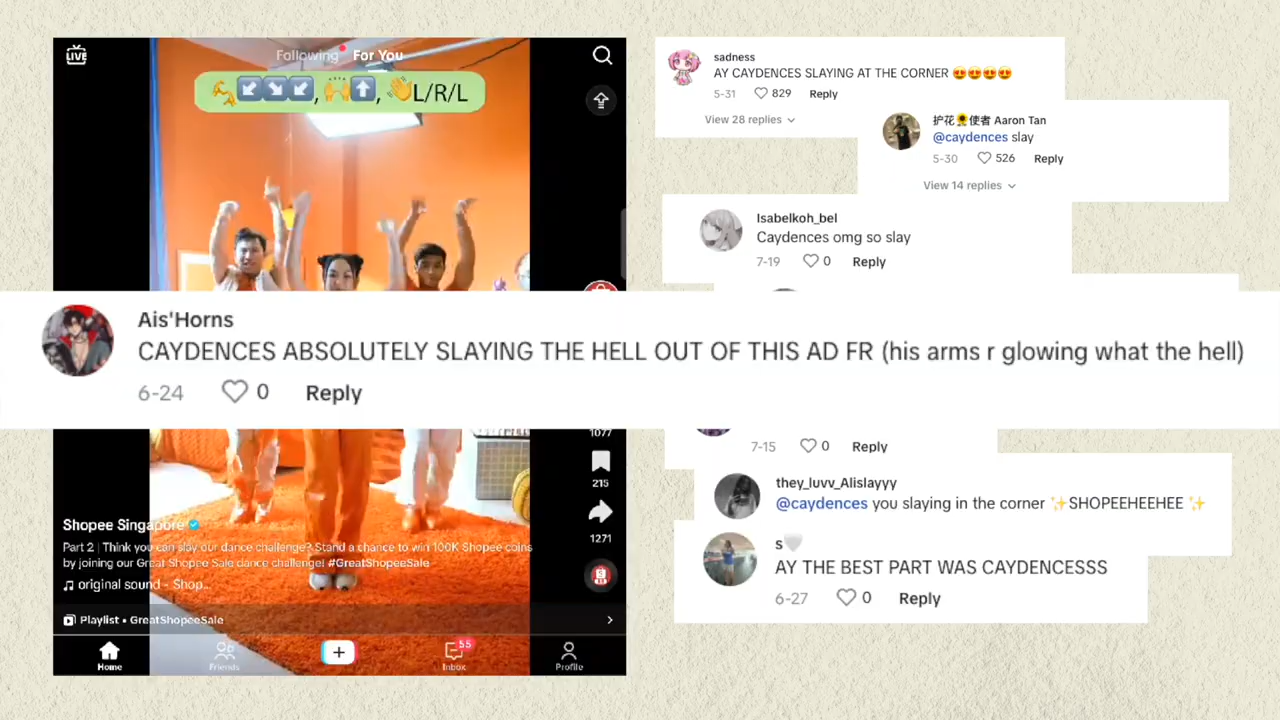 LIVE
Following For You
💃↙️↘️↙️, 🙌⬆️, 👏L/R/L
sadness
AY CAYDENCES SLAYING AT THE CORNER 😍😍😍😍
5-31 829 Reply
View 28 replies
护花🌻使者 Aaron Tan
@caydences slay
5-30 526 Reply
View 14 replies
Isabelkoh_bel
Caydences omg so slay
7-19 0 Reply
Ais'Horns
CAYDENCES ABSOLUTELY SLAYING THE HELL OUT OF THIS AD FR (his arms r glowing what the hell)
6-24 0 Reply
1077
215
1271
Shopee Singapore
Part 2 | Think you can slay our dance challenge? Stand a chance to win 100K Shopee coins
by joining our Great Shopee Sale dance challenge! #GreatShopeeSale
original sound - Shop...
Playlist • GreatShopeeSale
Home
Friends
55
Inbox
Profile
7-15 0 Reply
they_luvv_Alislayyy
@caydences you slaying in the corner ✨SHOPEEHEEHEE ✨
s🤍
AY THE BEST PART WAS CAYDENCESSS
6-27 0 Reply